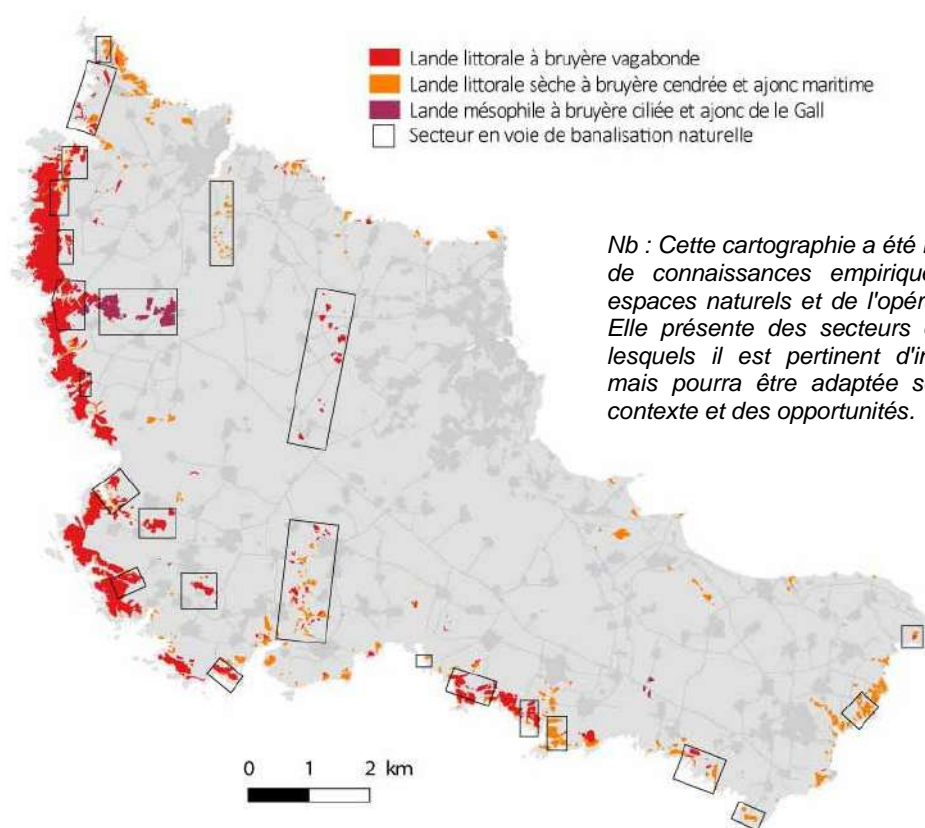 Lande littorale à bruyère vagabonde
Lande littorale sèche à bruyère cendrée et ajonc maritime
Lande mésophile à bruyère ciliée et ajonc de le Gall
Secteur en voie de banalisation naturelle
Nb : Cette cartographie a été
de connaissances
espaces naturels et de
Elle présente des secteurs
lesquels il est pertinent
mais pourra être adaptée
contexte et des opportunités.
0 1 2 km